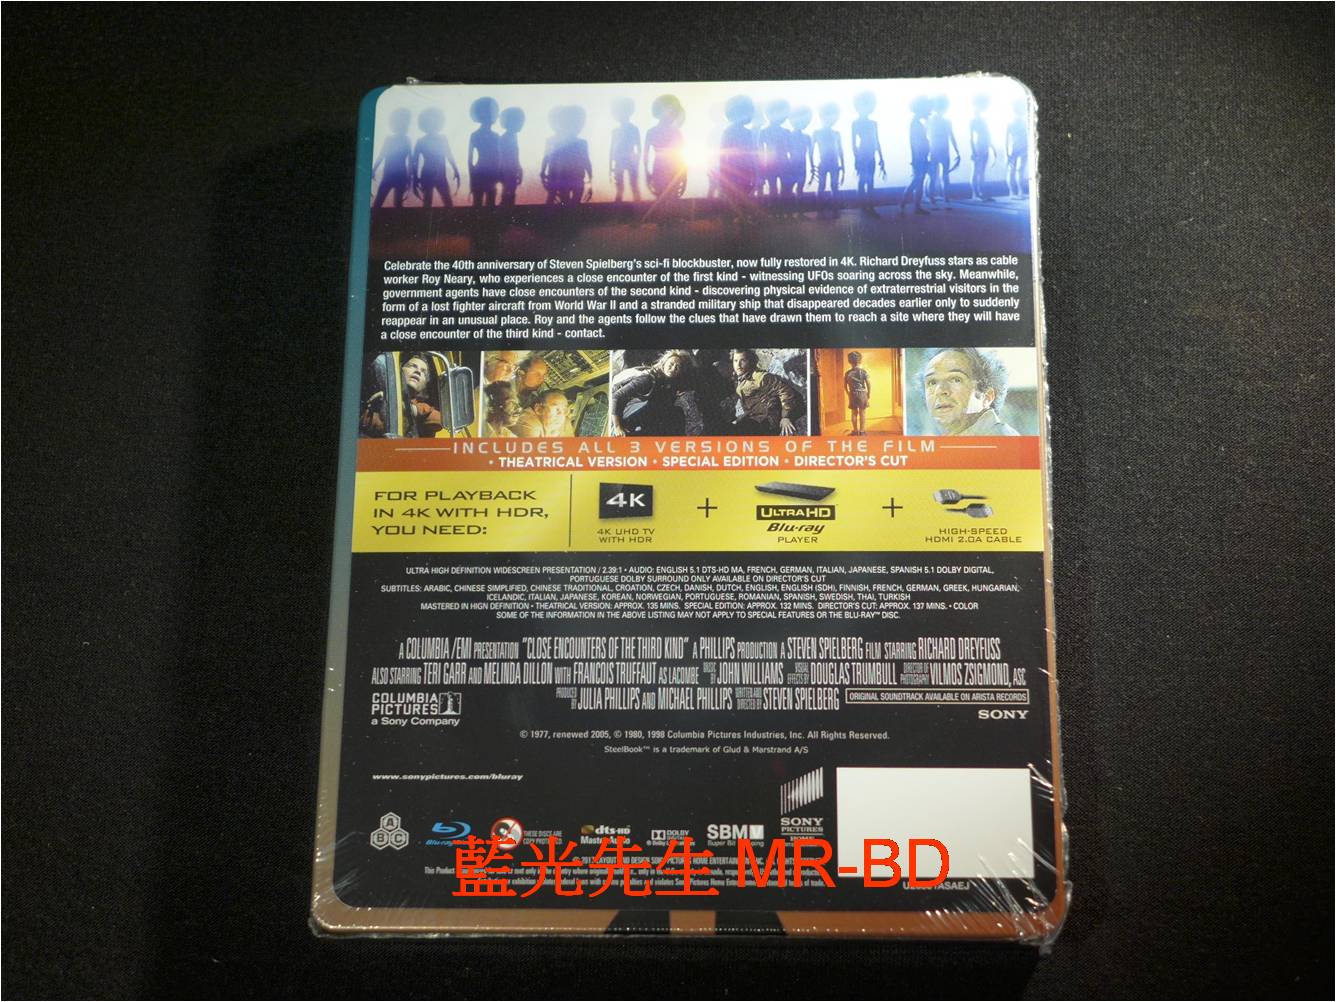 Celebrate the 40th anniversary of Steven Spielberg's sci-fi blockbuster, now fully restored in 4K. Richard Dreyfuss stars as cable
worker Roy Neary, who experiences a close encounter of the first kind - witnessing UFOs soaring across the sky. Meanwhile,
government agents have close encounters of the second kind - discovering physical evidence of extraterrestrial visitors in the
form of a lost fighter aircraft from World War II and a stranded military ship that disappeared decades earlier only to suddenly
reappear in an unusual place. Roy and the agents follow the clues that have drawn them to reach a site where they will have
a close encounter of the third kind - contact.
INCLUDES ALL 3 VERSIONS OF THE FILM
• THEATRICAL VERSION • SPECIAL EDITION • DIRECTOR'S CUT
FOR PLAYBACK
IN 4K WITH HDR,
YOU NEED:
4K
4K UHD TV
WITH HDR
+
ULTRA HD
Blu-ray
PLAYER
+
HIGH-SPEED
HDMI 2.0A CABLE
ULTRA HIGH DEFINITION WIDESCREEN PRESENTATION / 2.39:1 • AUDIO: ENGLISH 5.1 DTS-HD MA, FRENCH, GERMAN, ITALIAN, JAPANESE, SPANISH 5.1 DOLBY DIGITAL,
PORTUGUESE DOLBY SURROUND ONLY AVAILABLE ON DIRECTOR'S CUT
SUBTITLES: ARABIC, CHINESE SIMPLIFIED, CHINESE TRADITIONAL, CROATION, CZECH, DANISH, DUTCH, ENGLISH, ENGLISH (SDH), FINNISH, FRENCH, GERMAN, GREEK, HUNGARIAN,
ICELANDIC, ITALIAN, JAPANESE, KOREAN, NORWEGIAN, PORTUGUESE, ROMANIAN, SPANISH, SWEDISH, THAI, TURKISH
MASTERED IN HIGN DEFINITION • THEATRICAL VERSION: APPROX. 135 MINS. SPECIAL EDITION: APPROX. 132 MINS. DIRECTOR'S CUT: APPROX. 137 MINS. • COLOR
SOME OF THE INFORMATION IN THE ABOVE LISTING MAY NOT APPLY TO SPECIAL FEATURES OR THE BLU-RAY™ DISC.
A COLUMBIA/EMI PRESENTATION "CLOSE ENCOUNTERS OF THE THIRD KIND" A PHILLIPS PRODUCTION A STEVEN SPIELBERG FILM STARRING RICHARD DREYFUSS
ALSO STARRING TERI GARR AND MELINDA DILLON WITH FRANCOIS TRUFFAUT AS LACOMBE MUSIC BY JOHN WILLIAMS VISUAL EFFECTS BY DOUGLAS TRUMBULL DIRECTOR OF PHOTOGRAPHY VILMOS ZSIGMOND, ASC
PRODUCED BY JULIA PHILLIPS AND MICHAEL PHILLIPS WRITTEN AND DIRECTED BY STEVEN SPIELBERG ORIGINAL SOUNDTRACK AVAILABLE ON ARISTA RECORDS
COLUMBIA
PICTURES
a Sony Company
SONY
© 1977, renewed 2005, © 1980, 1998 Columbia Pictures Industries, Inc. All Rights Reserved.
SteelBook™ is a trademark of Glud & Marstrand A/S
www.sonypictures.com/bluray
A B C
Blu-ray
THESE DISCS ARE
COPY PROTECTED
dts-HD
Master Audio
DOLBY
SBMV
SONY
PICTURES
藍光先生 MR-BD